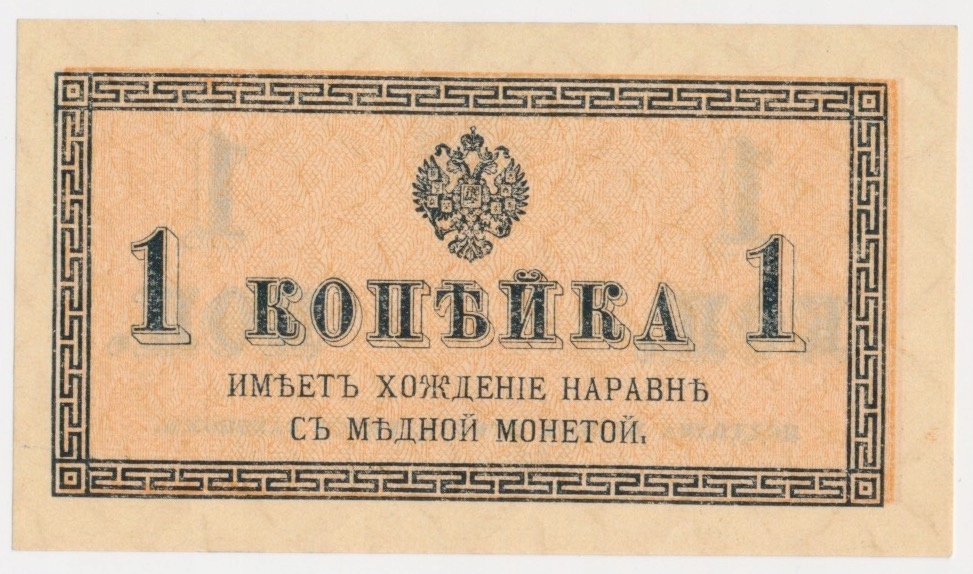 1 КОПѢЙКА 1
ИМѢЕТЪ ХОЖДЕНІЕ НАРАВНѢ
СЪ МѢДНОЙ МОНЕТОЙ.